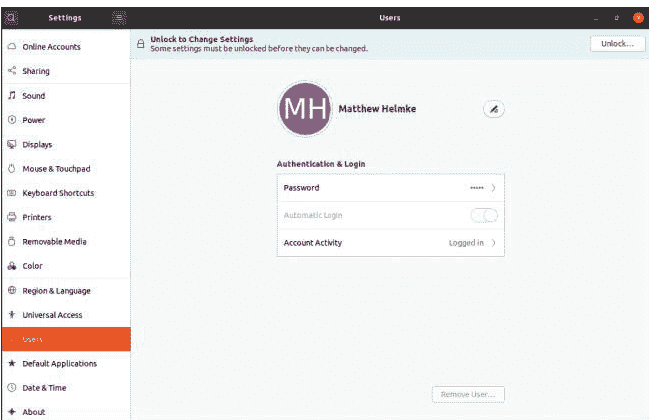 Settings
Users
Online Accounts
Sharing
Sound
Power
Displays
Mouse & Touchpad
Keyboard Shortcuts
Printers
Removable Media
Color
Region & Language
Universal Access
Users
Default Applications
Date & Time
About
Unlock to Change Settings
Some settings must be unlocked before they can be changed.
Unlock...
MH
Matthew Helmke
Authentication & Login
Password •••••
Automatic Login
Account Activity Logged in
Remove User...